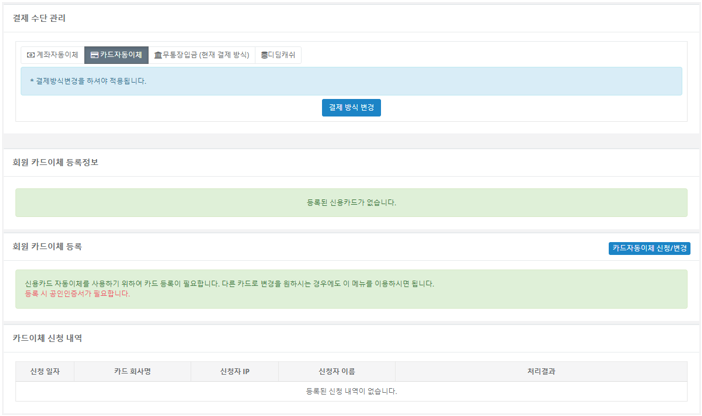 결제 수단 관리
계좌자동이체 카드자동이체 무통장입금 (현재 결제 방식) 디딤캐쉬
* 결제방식변경을 하셔야 적용됩니다.
결제 방식 변경
회원 카드이체 등록정보
등록된 신용카드가 없습니다.
회원 카드이체 등록
카드자동이체 신청/변경
신용카드 자동이체를 사용하기 위하여 카드 등록이 필요합니다. 다른 카드로 변경을 원하시는 경우에도 이 메뉴를 이용하시면 됩니다.
등록 시 공인인증서가 필요합니다.
카드이체 신청 내역
신청 일자 카드 회사명 신청자 IP 신청자 이름 처리결과
등록된 신청 내역이 없습니다.